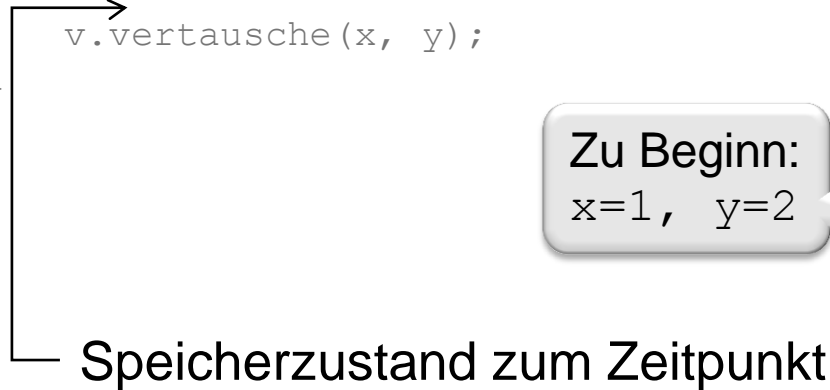 v.vertausche(x, y);
Zu Beginn:
x=1, y=2
Speicherzustand zum Zeitpunkt